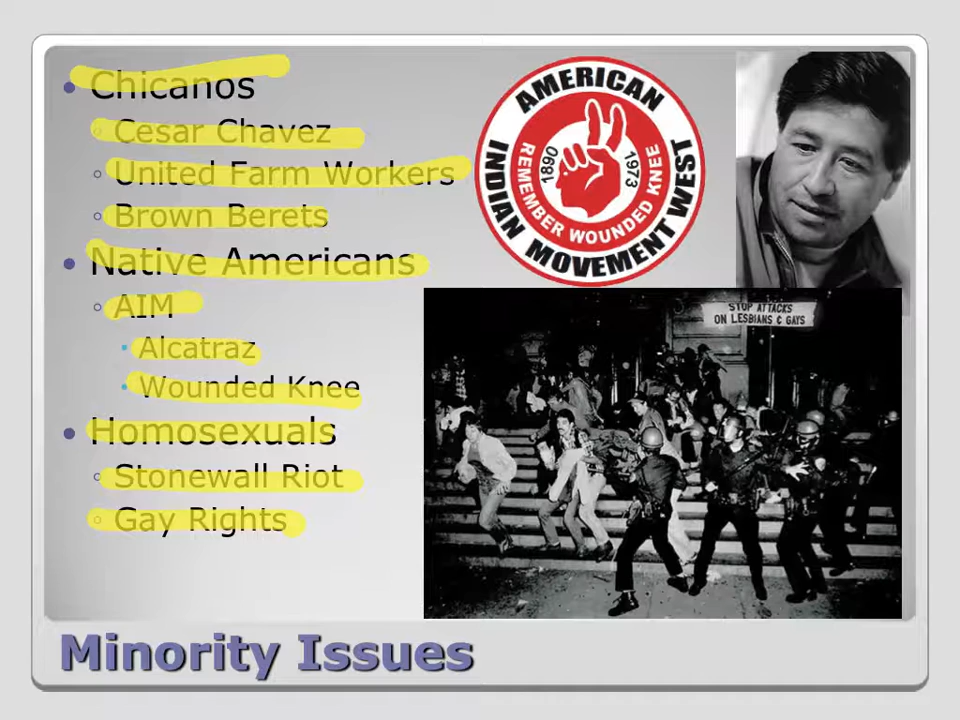 Chicanos
Cesar Chavez
United Farm Workers
Brown Berets
Native Americans
AIM
Alcatraz
Wounded Knee
Homosexuals
Stonewall Riot
Gay Rights
AMERICAN
INDIAN MOVEMENT WEST
1890 REMEMBER WOUNDED KNEE 1973
STOP ATTACKS
ON LESBIANS & GAYS
Minority Issues